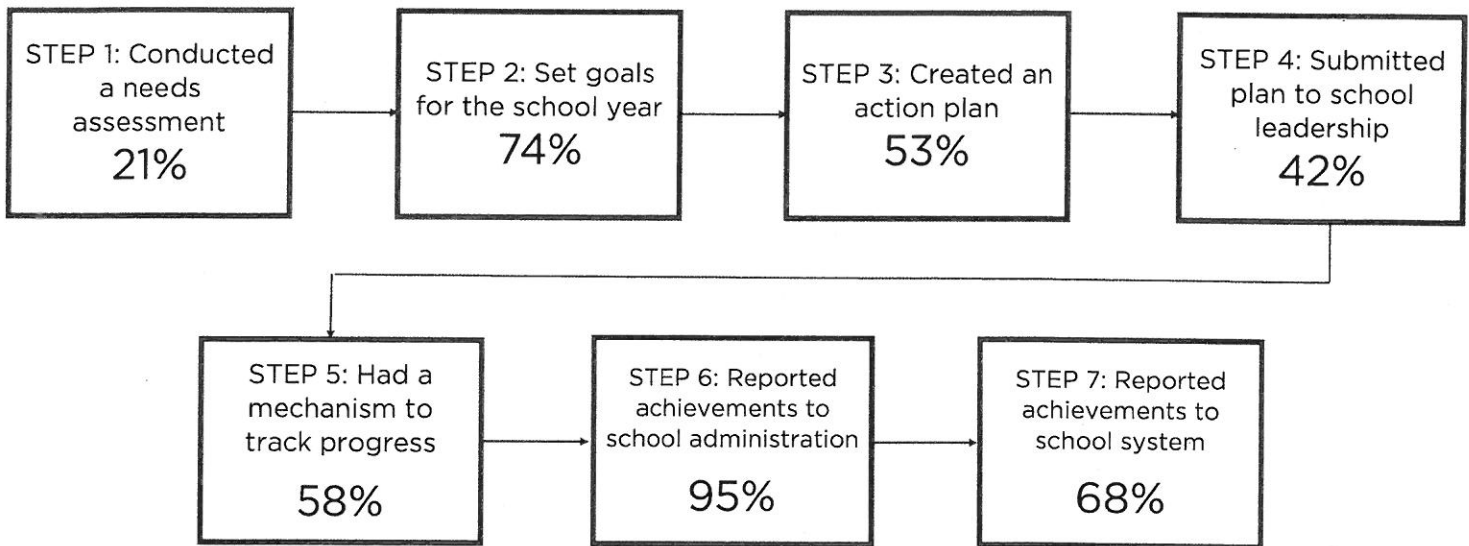 STEP 1: Conducted
a needs
assessment
21%
STEP 2: Set goals
for the school year
74%
STEP 3: Created an
action plan
53%
STEP 4: Submitted
plan to school
leadership
42%
STEP 5: Had a
mechanism to
track progress
58%
STEP 6: Reported
achievements to
school administration
95%
STEP 7: Reported
achievements to
school system
68%